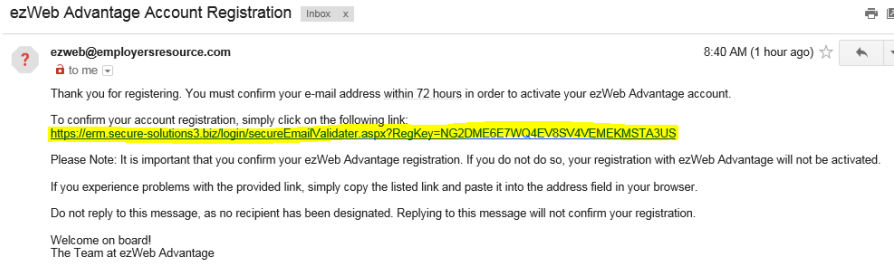 ezWeb Advantage Account Registration Inbox x
ezweb@employersresource.com 8:40 AM (1 hour ago)
to me
Thank you for registering. You must confirm your e-mail address within 72 hours in order to activate your ezWeb Advantage account.
To confirm your account registration, simply click on the following link:
https://erm.secure-solutions3.biz/login/secureEmailValidater.aspx?RegKey=NG2DME6E7WQ4EV8SV4VEMEKMSTA3US
Please Note: It is important that you confirm your ezWeb Advantage registration. If you do not do so, your registration with ezWeb Advantage will not be activated.
If you experience problems with the provided link, simply copy the listed link and paste it into the address field in your browser.
Do not reply to this message, as no recipient has been designated. Replying to this message will not confirm your registration.
Welcome on board!
The Team at ezWeb Advantage